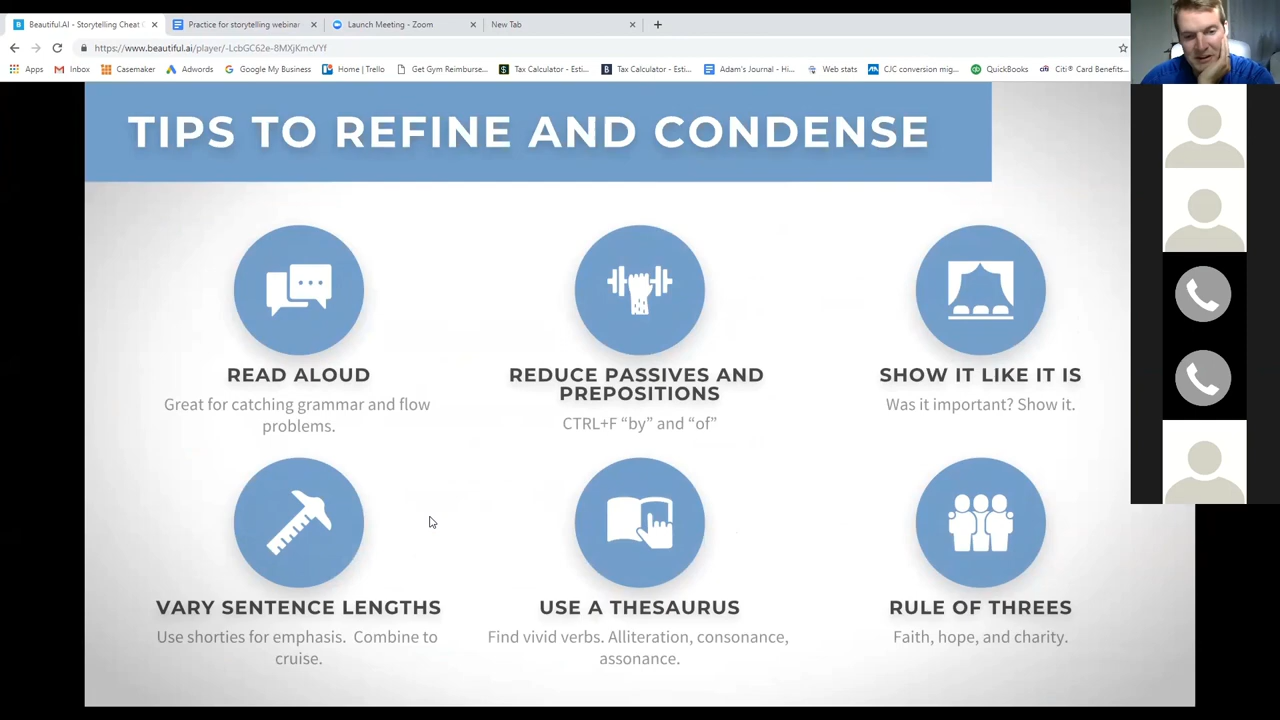 Beautiful.AI - Storytelling Cheat C
Practice for storytelling webinar
Launch Meeting - Zoom
New Tab
https://www.beautiful.ai/player/-LcbGC62e-8MXjKmcVYf
Apps Inbox Casemaker Adwords Google My Business Home | Trello Get Gym Reimburse... Tax Calculator - Esti... Tax Calculator - Esti... Adam's Journal - Hi... Web stats CJC conversion mig... QuickBooks Citi® Card Benefits...
TIPS TO REFINE AND CONDENSE
READ ALOUD
Great for catching grammar and flow
problems.
REDUCE PASSIVES AND
PREPOSITIONS
CTRL+F “by” and “of”
SHOW IT LIKE IT IS
Was it important? Show it.
VARY SENTENCE LENGTHS
Use shorties for emphasis. Combine to
cruise.
USE A THESAURUS
Find vivid verbs. Alliteration, consonance,
assonance.
RULE OF THREES
Faith, hope, and charity.